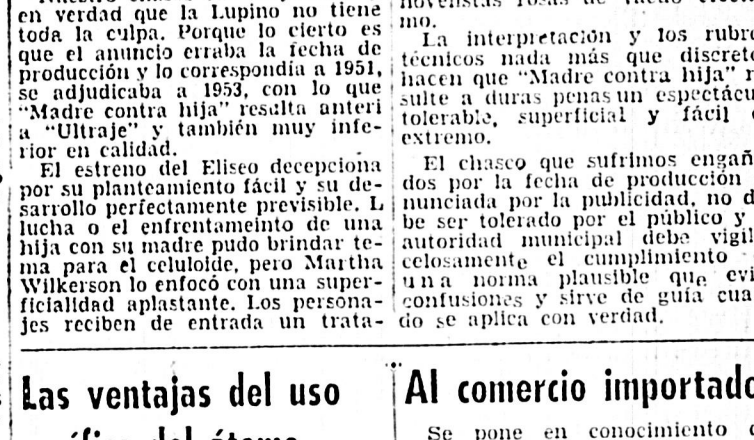 en verdad que la Lupino no tiene
toda la culpa. Porque lo cierto es
que el anuncio erraba la fecha de
producción y lo correspondía a 1951,
se adjudicaba a 1953, con lo que
“Madre contra hija” resulta anteri
a “Ultraje” y también muy infe-
rior en calidad.
El estreno del Eliseo decepciona
por su planteamiento fácil y su de-
sarrollo perfectamente previsible. L
lucha o el enfrentameinto de una
hija con su madre pudo brindar te-
ma para el celuloide, pero Martha
Wilkerson lo enfocó con una super-
ficialidad aplastante. Los persona-
jes reciben de entrada un trata-
mo.
La interpretación y los rubr
técnicos nada más que discret
hacen que “Madre contra hija” r
sulte a duras penas un espectácu
tolerable, superficial y fácil
extremo.
El chasco que sufrimos engañ
dos por la fecha de producción
nunciada por la publicidad, no d
be ser tolerado por el público y
autoridad municipal debe vigil
celosamente el cumplimiento
una norma plausible que evi
confusiones y sirve de guía cua
do se aplica con verdad.
Las ventajas del uso
del átomo
Al comercio importado
Se pone en conocimiento